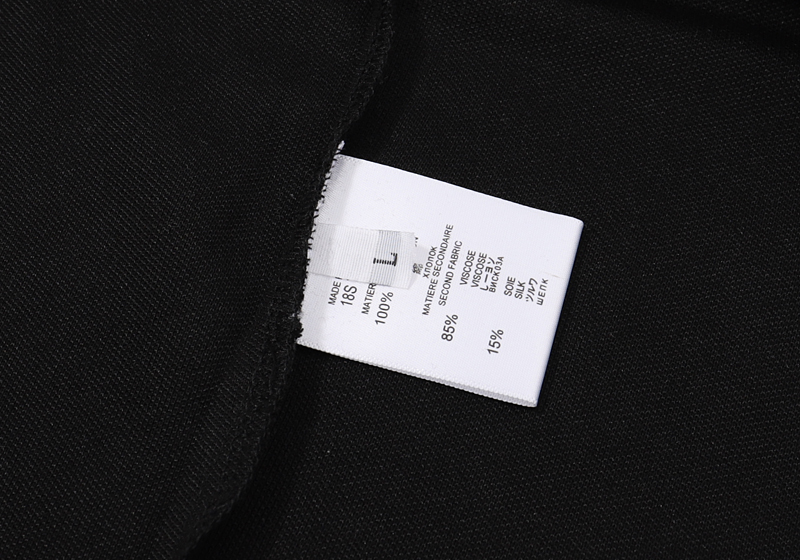 L
MADE
18S
MATIER
100%
хлопок
MATIERE SECONDAIRE
SECOND FABRIC
85%
VISCOSE
VISCOSE
レーヨン
ВИСКОЗА
15%
SOIE
SILK
シルク
шелк